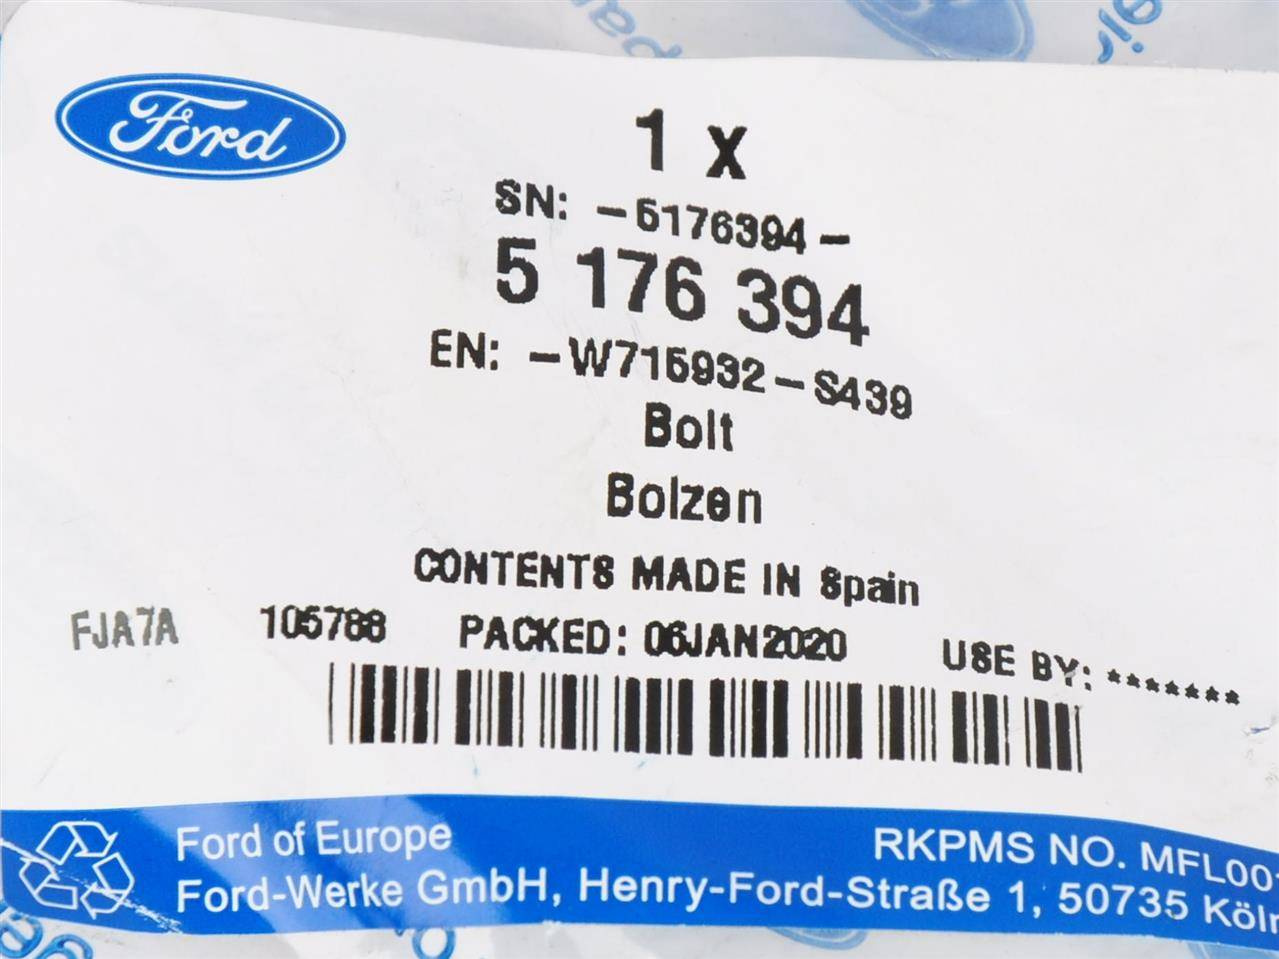 Ford
1 x
SN: -5176394-
5 176 394
EN: -W715932-S439
Bolt
Bolzen
CONTENTS MADE IN Spain
FJA7A 105788 PACKED: 06JAN2020 USE BY: *******
Ford of Europe RKPMS NO. MFL00
Ford-Werke GmbH, Henry-Ford-Straße 1, 50735 Köln